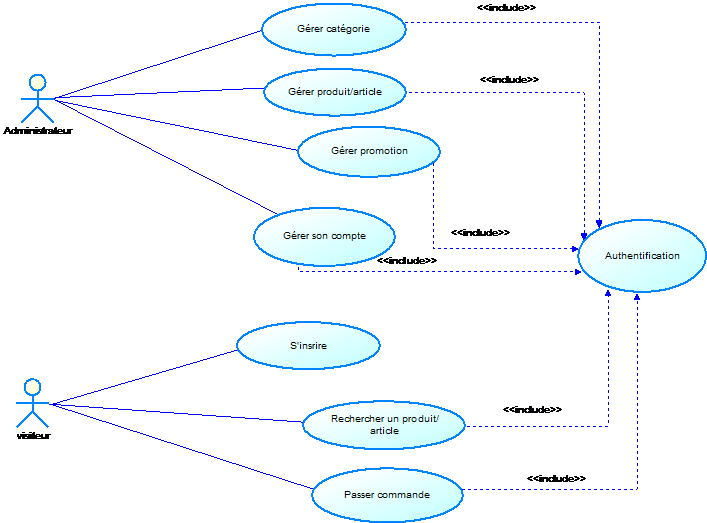 <<include>>
Gérer catégorie
<<include>>
Gérer produit/article
Administrateur
Gérer promotion
<<include>>
Gérer son compte
<<include>>
Authentification
S'insrire
<<include>>
Rechercher un produit/
article
visiteur
<<include>>
Passer commande